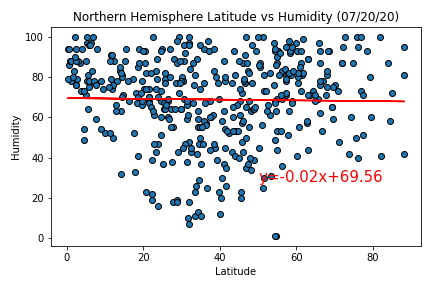 Northern Hemisphere Latitude vs Humidity (07/20/20)
100
80
60
40
20
0
Humidity
y=-0.02x+69.56
0 20 40 60 80
Latitude